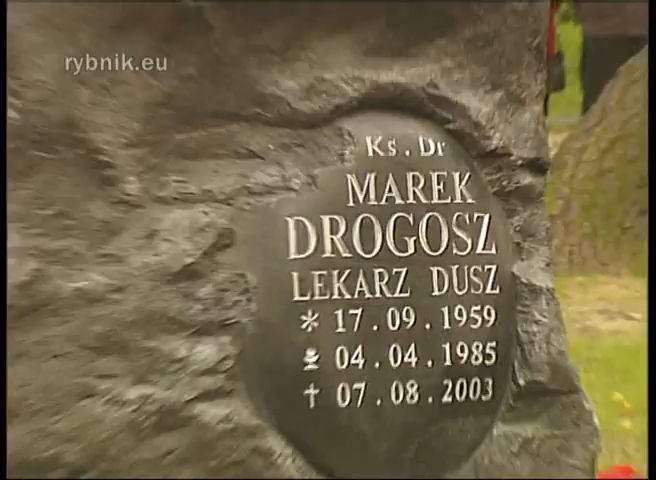 rybnik.eu
Ks. Dr
MAREK
DROGOSZ
LEKARZ DUSZ
* 17.09.1959
04.04.1985
† 07.08.2003